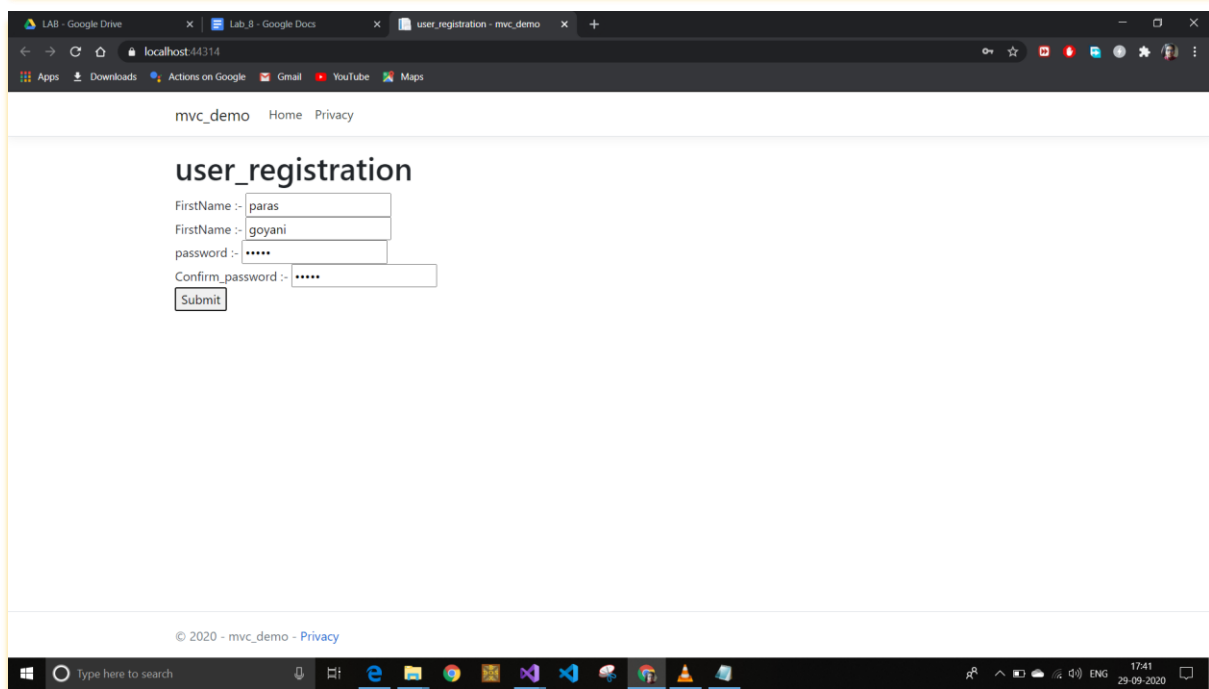 LAB - Google Drive
Lab_8 - Google Docs
user_registration - mvc_demo
localhost:44314
Apps Downloads Actions on Google Gmail YouTube Maps
mvc_demo Home Privacy
user_registration
FirstName :- paras
FirstName :- goyani
password :- •••••
Confirm_password :- •••••
Submit
© 2020 - mvc_demo - Privacy
Type here to search
ENG
17:41
29-09-2020